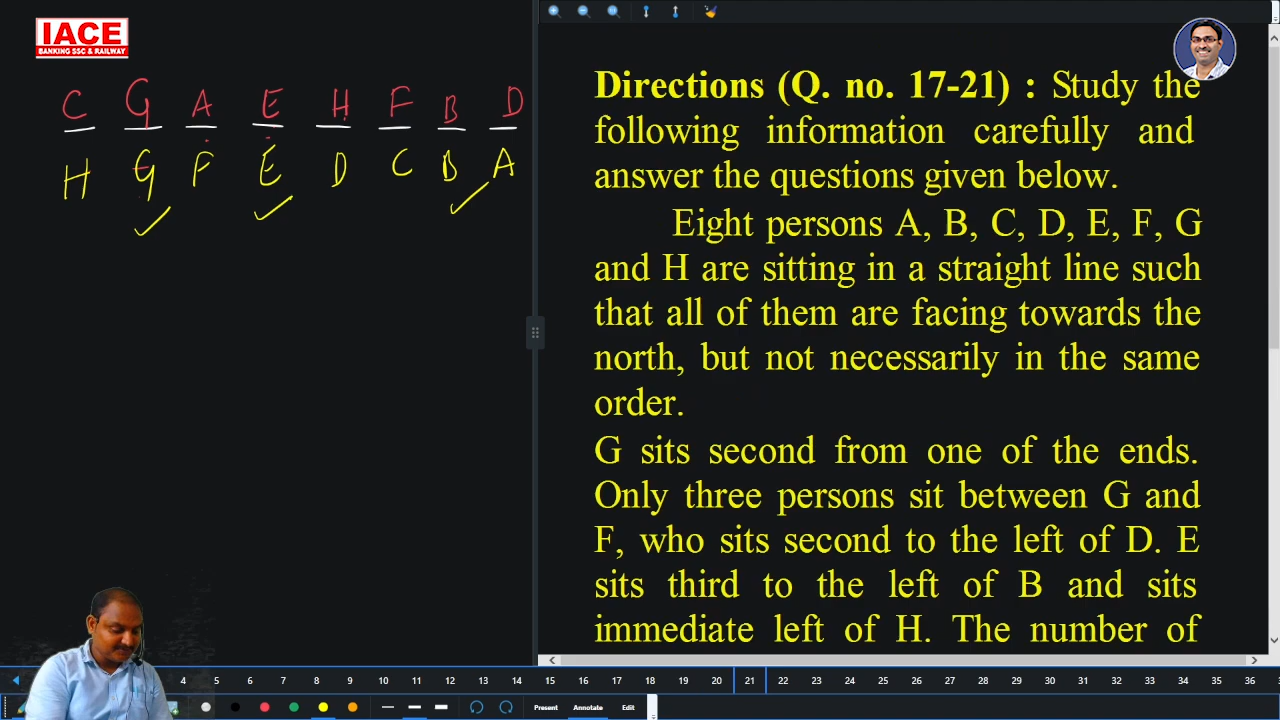 IACE
BANKING SSC & RAILWAY
C G A E H F B D
H G F E D C B A
Directions (Q. no. 17-21) : Study the
following information carefully and
answer the questions given below.
Eight persons A, B, C, D, E, F, G
and H are sitting in a straight line such
that all of them are facing towards the
north, but not necessarily in the same
order.
G sits second from one of the ends.
Only three persons sit between G and
F, who sits second to the left of D. E
sits third to the left of B and sits
immediate left of H. The number of
4 5 6 7 8 9 10 11 12 13 14 15 16 17 18 19 20 21 22 23 24 25 26 27 28 29 30 31 32 33 34 35 36
Present Annotate Edit